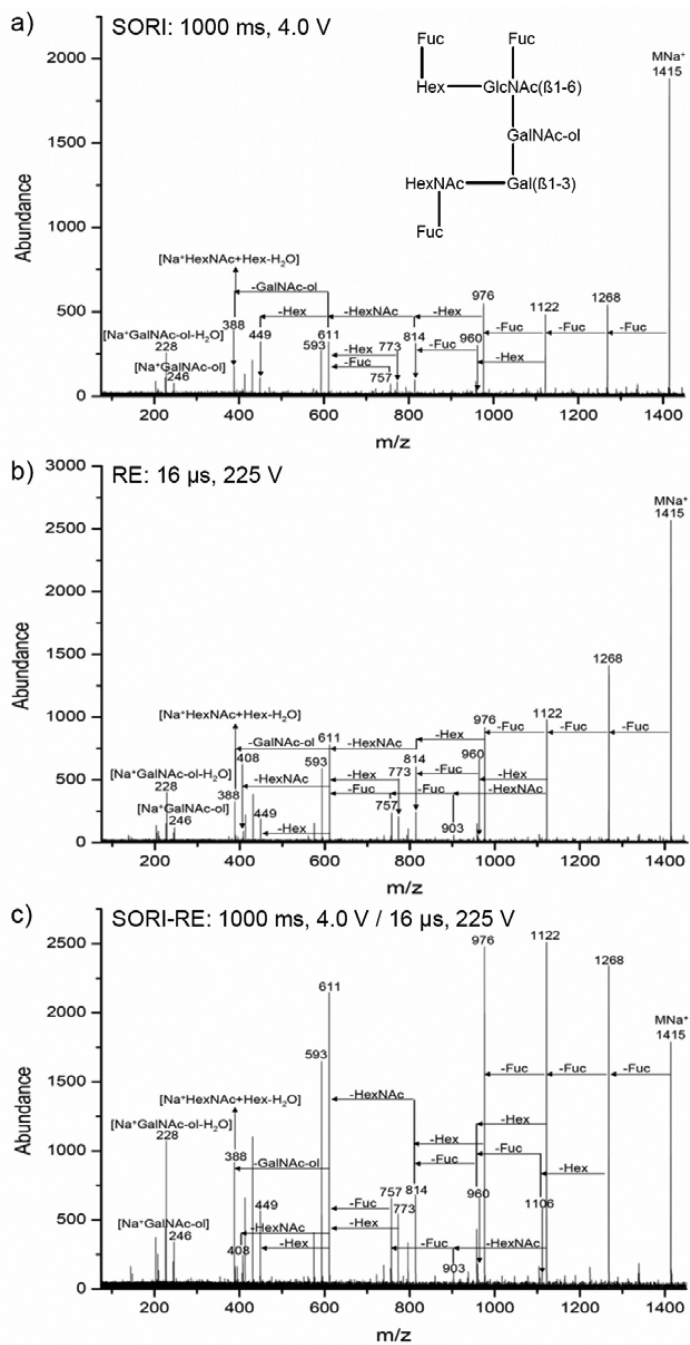 a)
SORI: 1000 ms, 4.0 V
Fuc
Fuc
Hex
GlcNAc(ß1-6)
GalNAc-ol
HexNAc
Gal(ß1-3)
Fuc
MNa⁺
1415
Abundance
2000
1500
1000
500
0
[Na⁺HexNAc+Hex-H₂O]
-GalNAc-ol
-Hex
-HexNAc
-Hex
976
1122
1268
[Na⁺GalNAc-ol-H₂O]
388
449
611
814
960
-Fuc
-Fuc
-Fuc
228
593
-Hex
773
-Fuc
-Hex
[Na⁺GalNAc-ol]
246
-Fuc
757
200
400
600
800
1000
1200
1400
m/z
b)
RE: 16 µs, 225 V
MNa⁺
1415
Abundance
3000
2500
2000
1500
1000
500
0
1268
[Na⁺HexNAc+Hex-H₂O]
-Hex
976
-Fuc
1122
-Fuc
-Fuc
-GalNAc-ol
611
-HexNAc
408
593
814
960
[Na⁺GalNAc-ol-H₂O]
-HexNAc
-Hex
773
-Fuc
-Hex
228
388
-Fuc
-Fuc
-HexNAc
[Na⁺GalNAc-ol]
246
449
757
-Hex
903
200
400
600
800
1000
1200
1400
m/z
c)
SORI-RE: 1000 ms, 4.0 V / 16 µs, 225 V
Abundance
2500
2000
1500
1000
500
0
976
1122
1268
611
MNa⁺
1415
593
-Fuc
-Fuc
-Fuc
[Na⁺HexNAc+Hex-H₂O]
-HexNAc
-Hex
[Na⁺GalNAc-ol-H₂O]
228
-Hex
-Fuc
388
-GalNAc-ol
-Fuc
-Hex
449
-Fuc
757
814
773
960
1106
[Na⁺GalNAc-ol]
246
-HexNAc
-Hex
408
-Hex
-Fuc
-HexNAc
903
200
400
600
800
1000
1200
1400
m/z